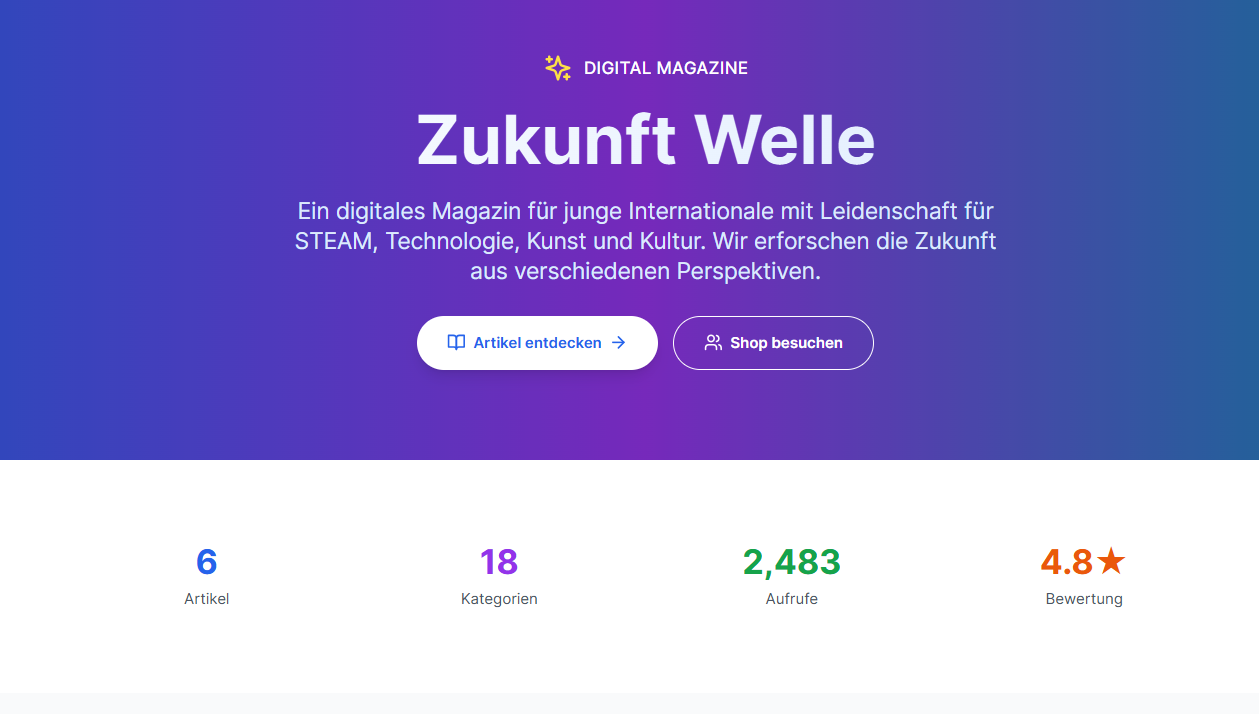 DIGITAL MAGAZINE
Zukunft Welle
Ein digitales Magazin für junge Internationale mit Leidenschaft für
STEAM, Technologie, Kunst und Kultur. Wir erforschen die Zukunft
aus verschiedenen Perspektiven.
Artikel entdecken →
Shop besuchen
6
Artikel
18
Kategorien
2,483
Aufrufe
4.8★
Bewertung